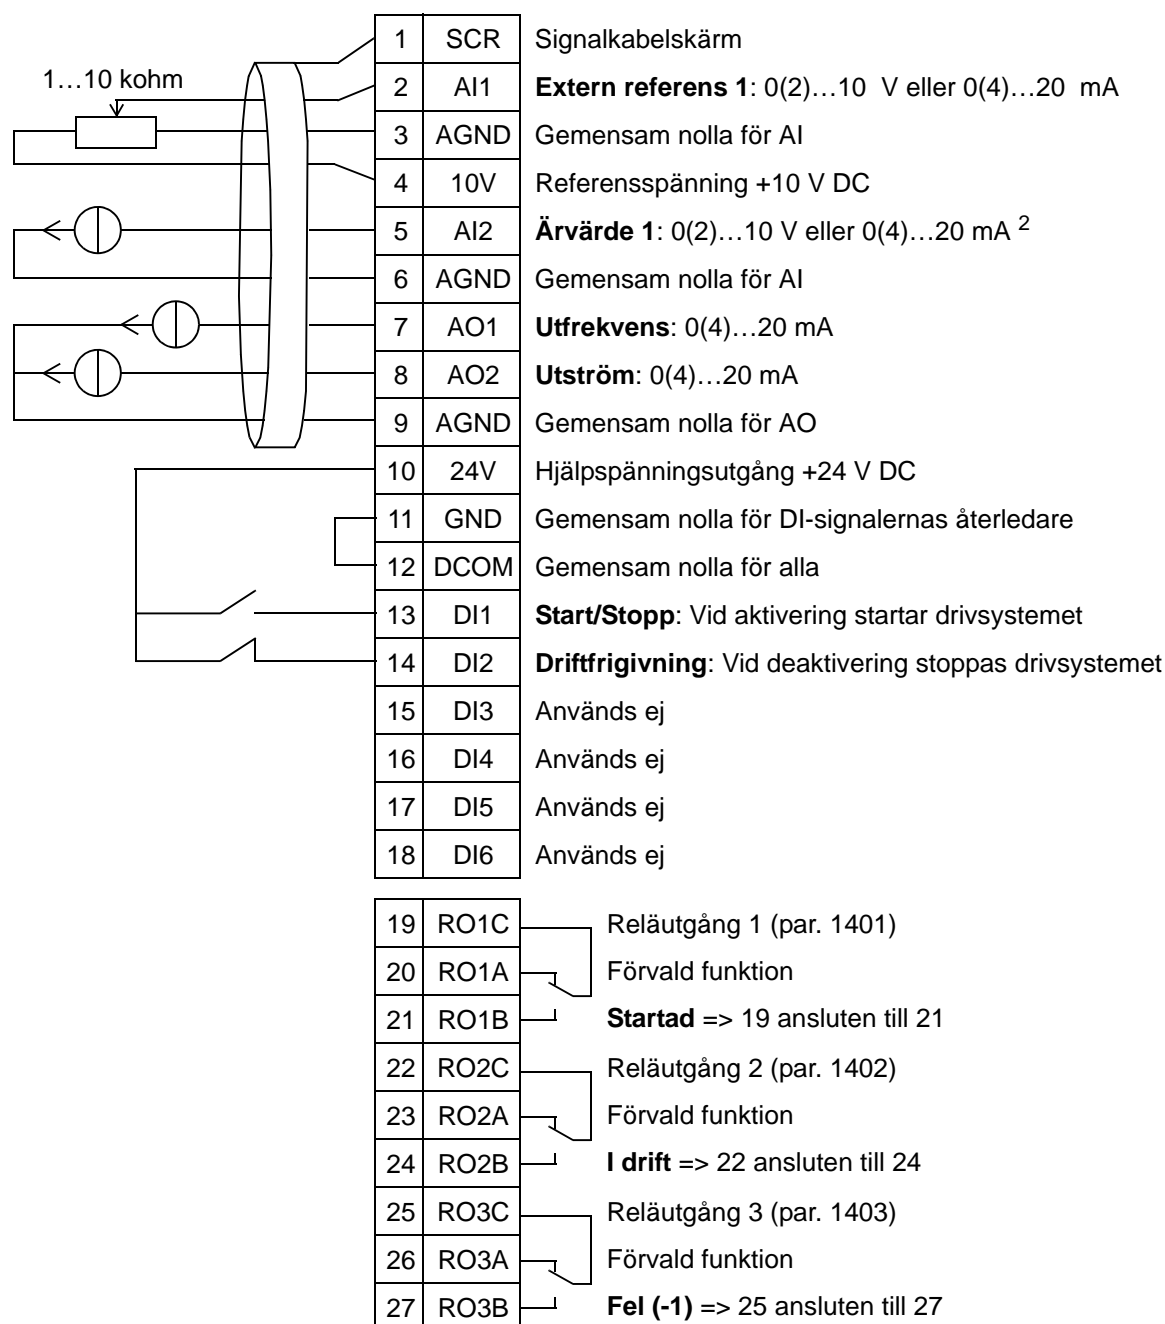 1…10 kohm
1 SCR Signalkabelskärm
2 AI1 Extern referens 1: 0(2)…10 V eller 0(4)…20 mA
3 AGND Gemensam nolla för AI
4 10V Referensspänning +10 V DC
5 AI2 Ärvärde 1: 0(2)…10 V eller 0(4)…20 mA 2
6 AGND Gemensam nolla för AI
7 AO1 Utfrekvens: 0(4)…20 mA
8 AO2 Utström: 0(4)…20 mA
9 AGND Gemensam nolla för AO
10 24V Hjälpspänningsutgång +24 V DC
11 GND Gemensam nolla för DI-signalernas återledare
12 DCOM Gemensam nolla för alla
13 DI1 Start/Stopp: Vid aktivering startar drivsystemet
14 DI2 Driftfrigivning: Vid deaktivering stoppas drivsystemet
15 DI3 Används ej
16 DI4 Används ej
17 DI5 Används ej
18 DI6 Används ej
19 RO1C Reläutgång 1 (par. 1401)
20 RO1A Förvald funktion
21 RO1B Startad => 19 ansluten till 21
22 RO2C Reläutgång 2 (par. 1402)
23 RO2A Förvald funktion
24 RO2B I drift => 22 ansluten till 24
25 RO3C Reläutgång 3 (par. 1403)
26 RO3A Förvald funktion
27 RO3B Fel (-1) => 25 ansluten till 27